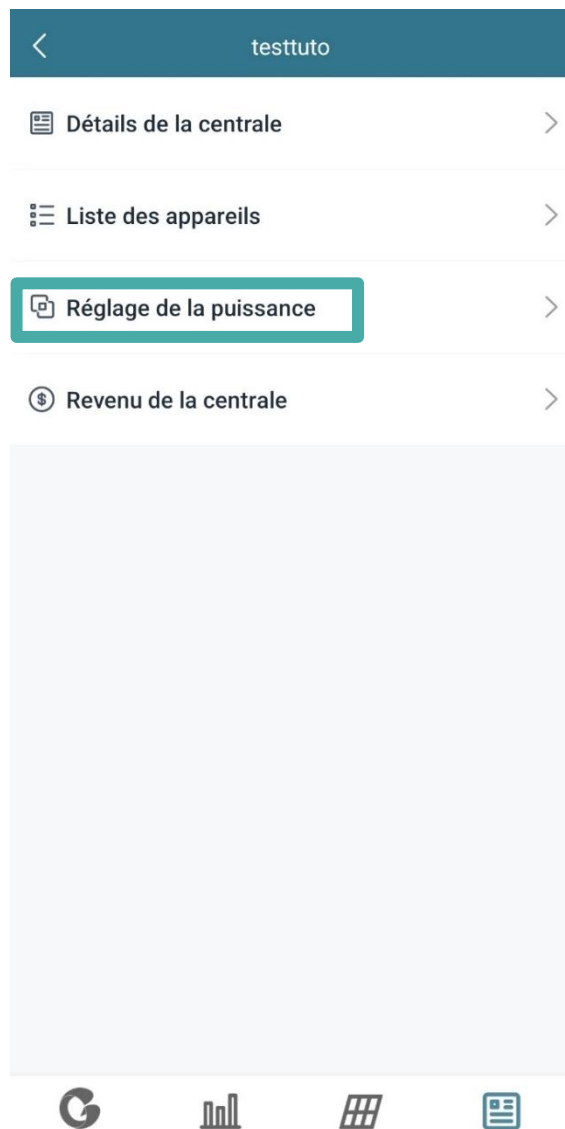 testtuto
Détails de la centrale
Liste des appareils
Réglage de la puissance
Revenu de la centrale